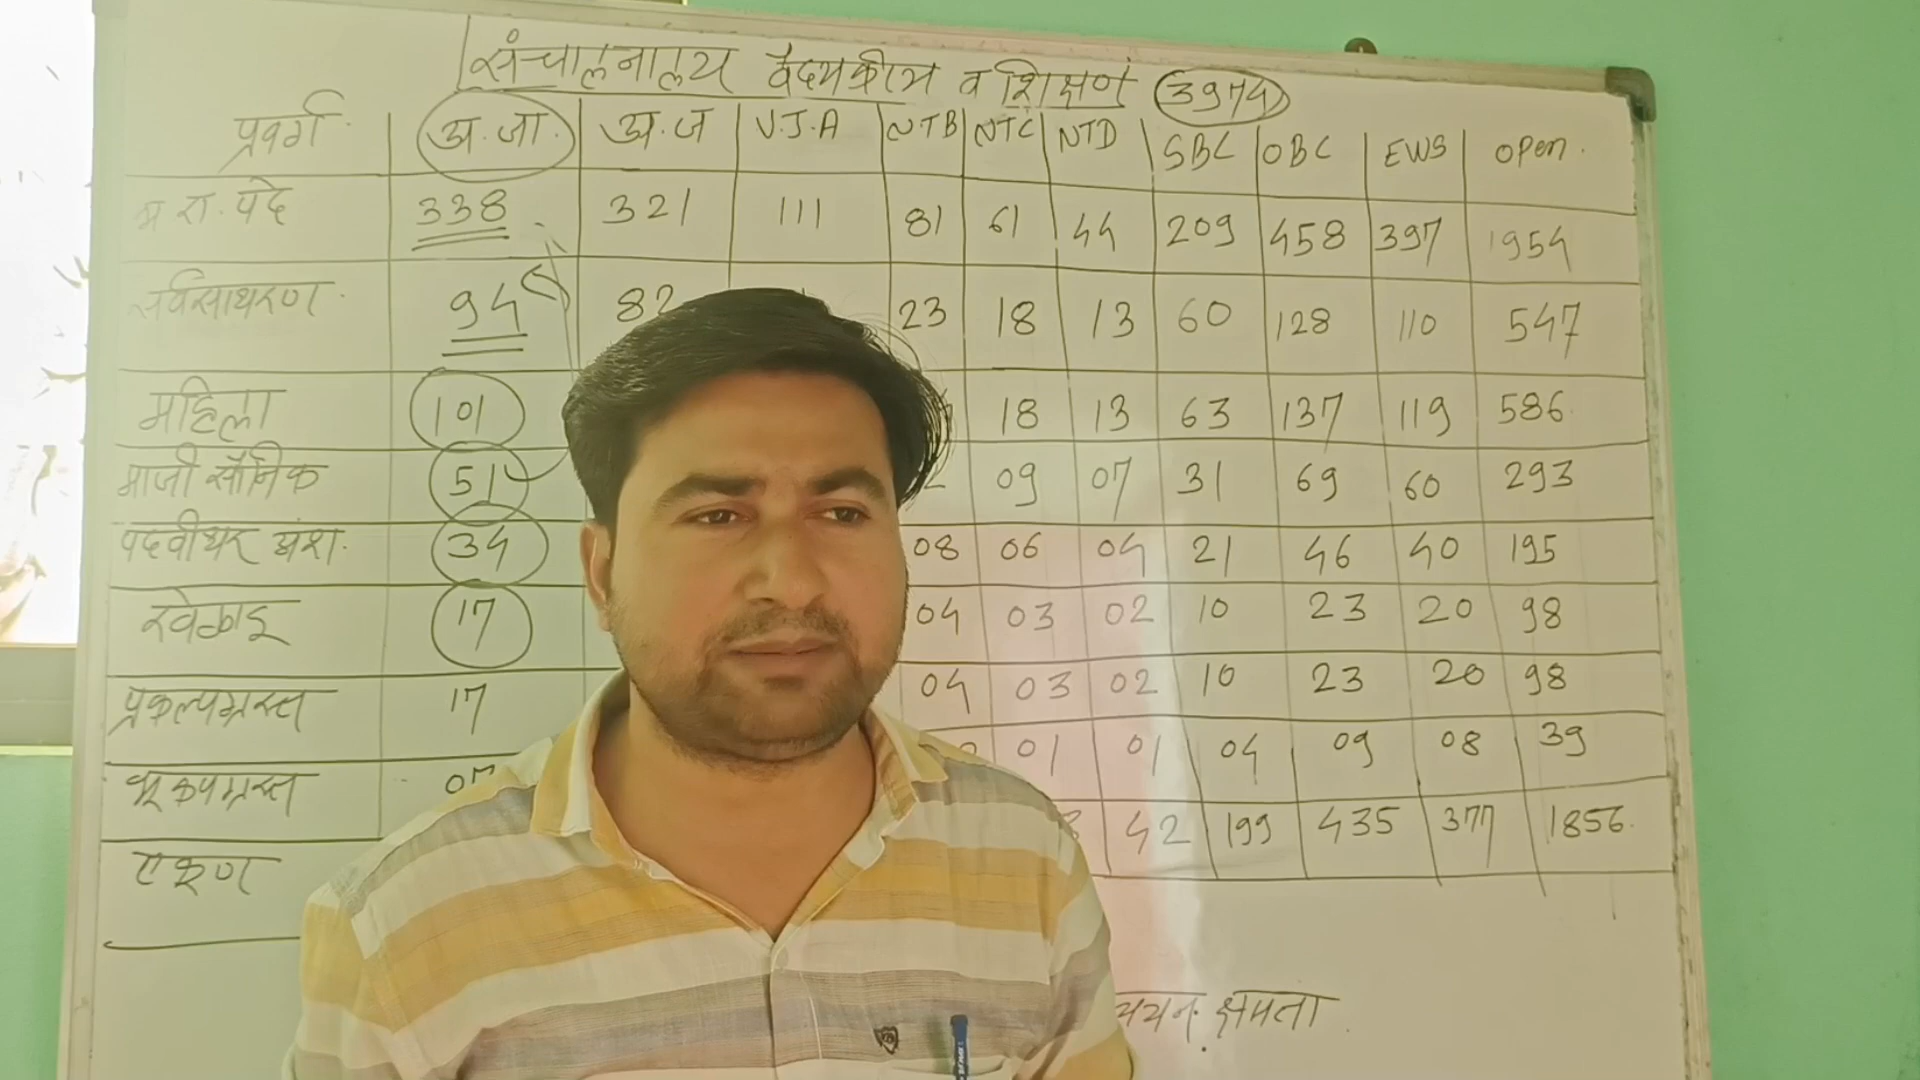 संचालनालय वैद्यकीय व शिक्षण 3974
प्रवर्ग अ.जा. अ.ज V.J.A NTB NTC NTD SBC OBC EWS open.
भ रा. पदे 338 321 111 81 61 44 209 458 397 1954
सर्वसाधरण 94 82 23 18 13 60 128 110 547
महिला 101 18 13 63 137 119 586
माजी सैनिक 51 09 07 31 69 60 293
पदवीधर अंश. 34 08 06 04 21 46 40 195
खेळाडू 17 04 03 02 10 23 20 98
प्रकल्पग्रस्त 17 04 03 02 10 23 20 98
भूकंपग्रस्त 01 01 04 09 08 39
एकूण 42 199 435 377 1856
क्षमता